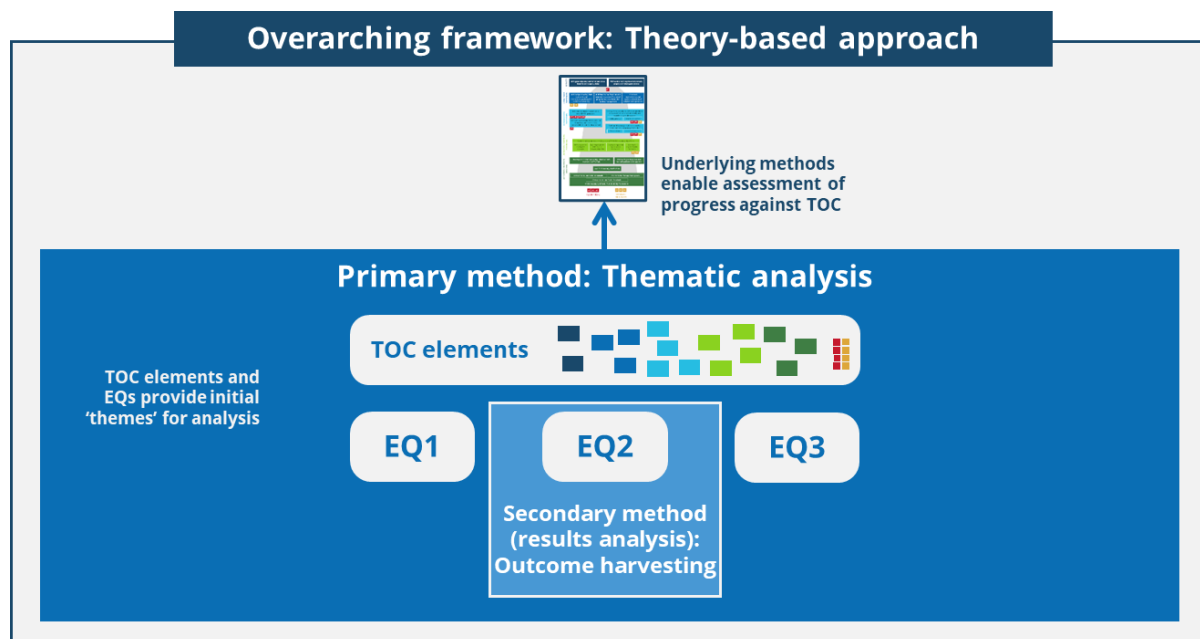 Overarching framework: Theory-based approach
Underlying methods
enable assessment of
progress against TOC
Primary method: Thematic analysis
TOC elements
TOC elements and
EQs provide initial
‘themes’ for analysis
EQ1
EQ2
EQ3
Secondary method
(results analysis):
Outcome harvesting